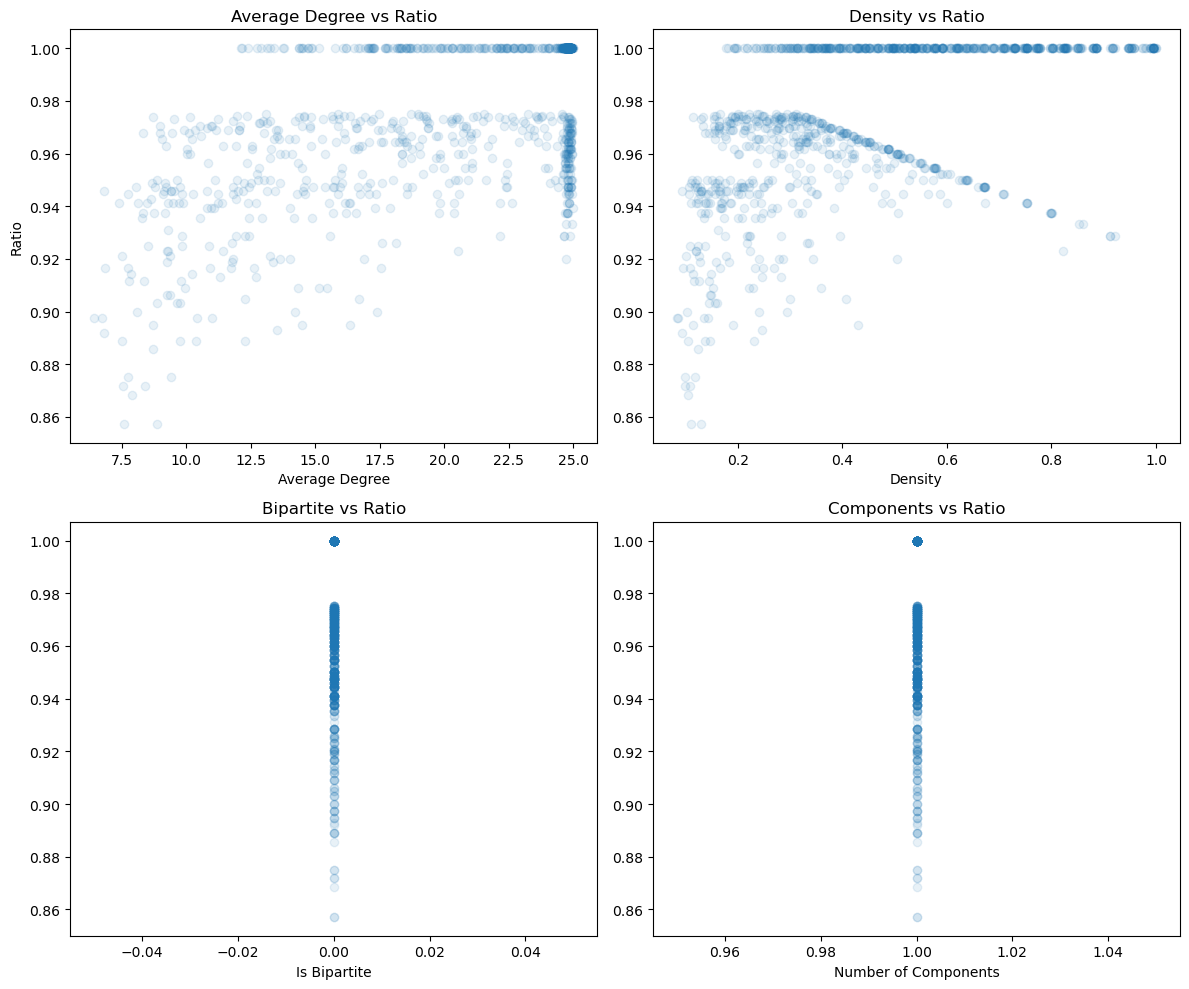 Average Degree vs Ratio
1.00
0.98
0.96
0.94
0.92
0.90
0.88
0.86
Ratio
7.5 10.0 12.5 15.0 17.5 20.0 22.5 25.0
Average Degree
Density vs Ratio
1.00
0.98
0.96
0.94
0.92
0.90
0.88
0.86
0.2 0.4 0.6 0.8 1.0
Density
Bipartite vs Ratio
1.00
0.98
0.96
0.94
0.92
0.90
0.88
0.86
−0.04 −0.02 0.00 0.02 0.04
Is Bipartite
Components vs Ratio
1.00
0.98
0.96
0.94
0.92
0.90
0.88
0.86
0.96 0.98 1.00 1.02 1.04
Number of Components